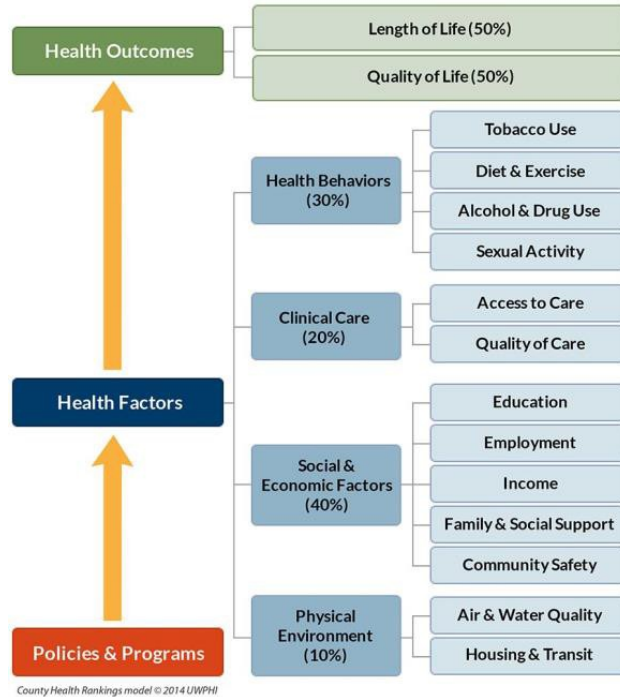 Health Outcomes
Length of Life (50%)
Quality of Life (50%)
Health Factors
Health Behaviors
(30%)
Tobacco Use
Diet & Exercise
Alcohol & Drug Use
Sexual Activity
Clinical Care
(20%)
Access to Care
Quality of Care
Social &
Economic Factors
(40%)
Education
Employment
Income
Family & Social Support
Community Safety
Physical
Environment
(10%)
Air & Water Quality
Housing & Transit
Policies & Programs
County Health Rankings model © 2014 UWPHI